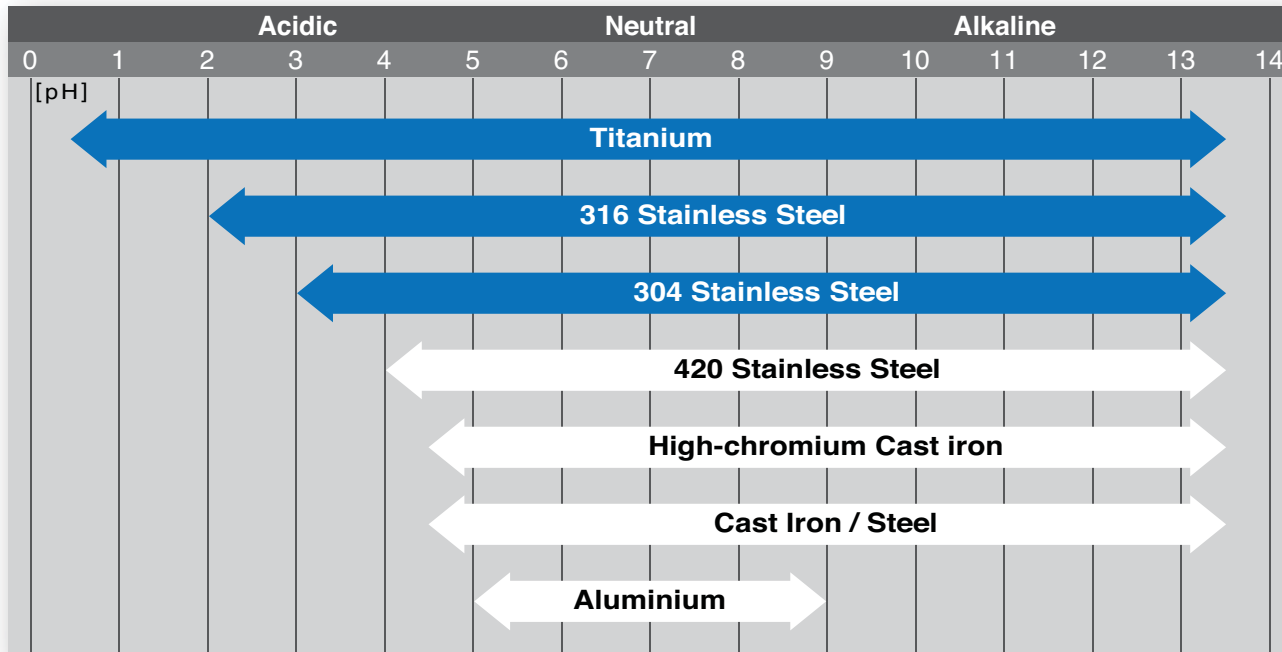 Acidic Neutral Alkaline
0 1 2 3 4 5 6 7 8 9 10 11 12 13 14
[pH]
Titanium
316 Stainless Steel
304 Stainless Steel
420 Stainless Steel
High-chromium Cast iron
Cast Iron / Steel
Aluminium